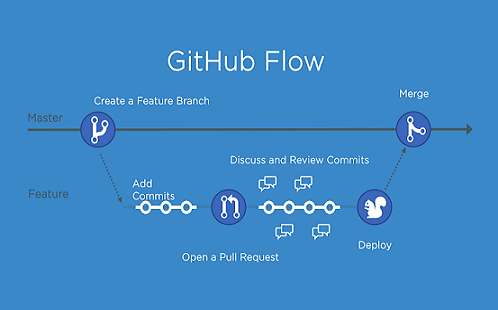 GitHub Flow
Create a Feature Branch
Merge
Master
Discuss and Review Commits
Feature
Add
Commits
Deploy
Open a Pull Request